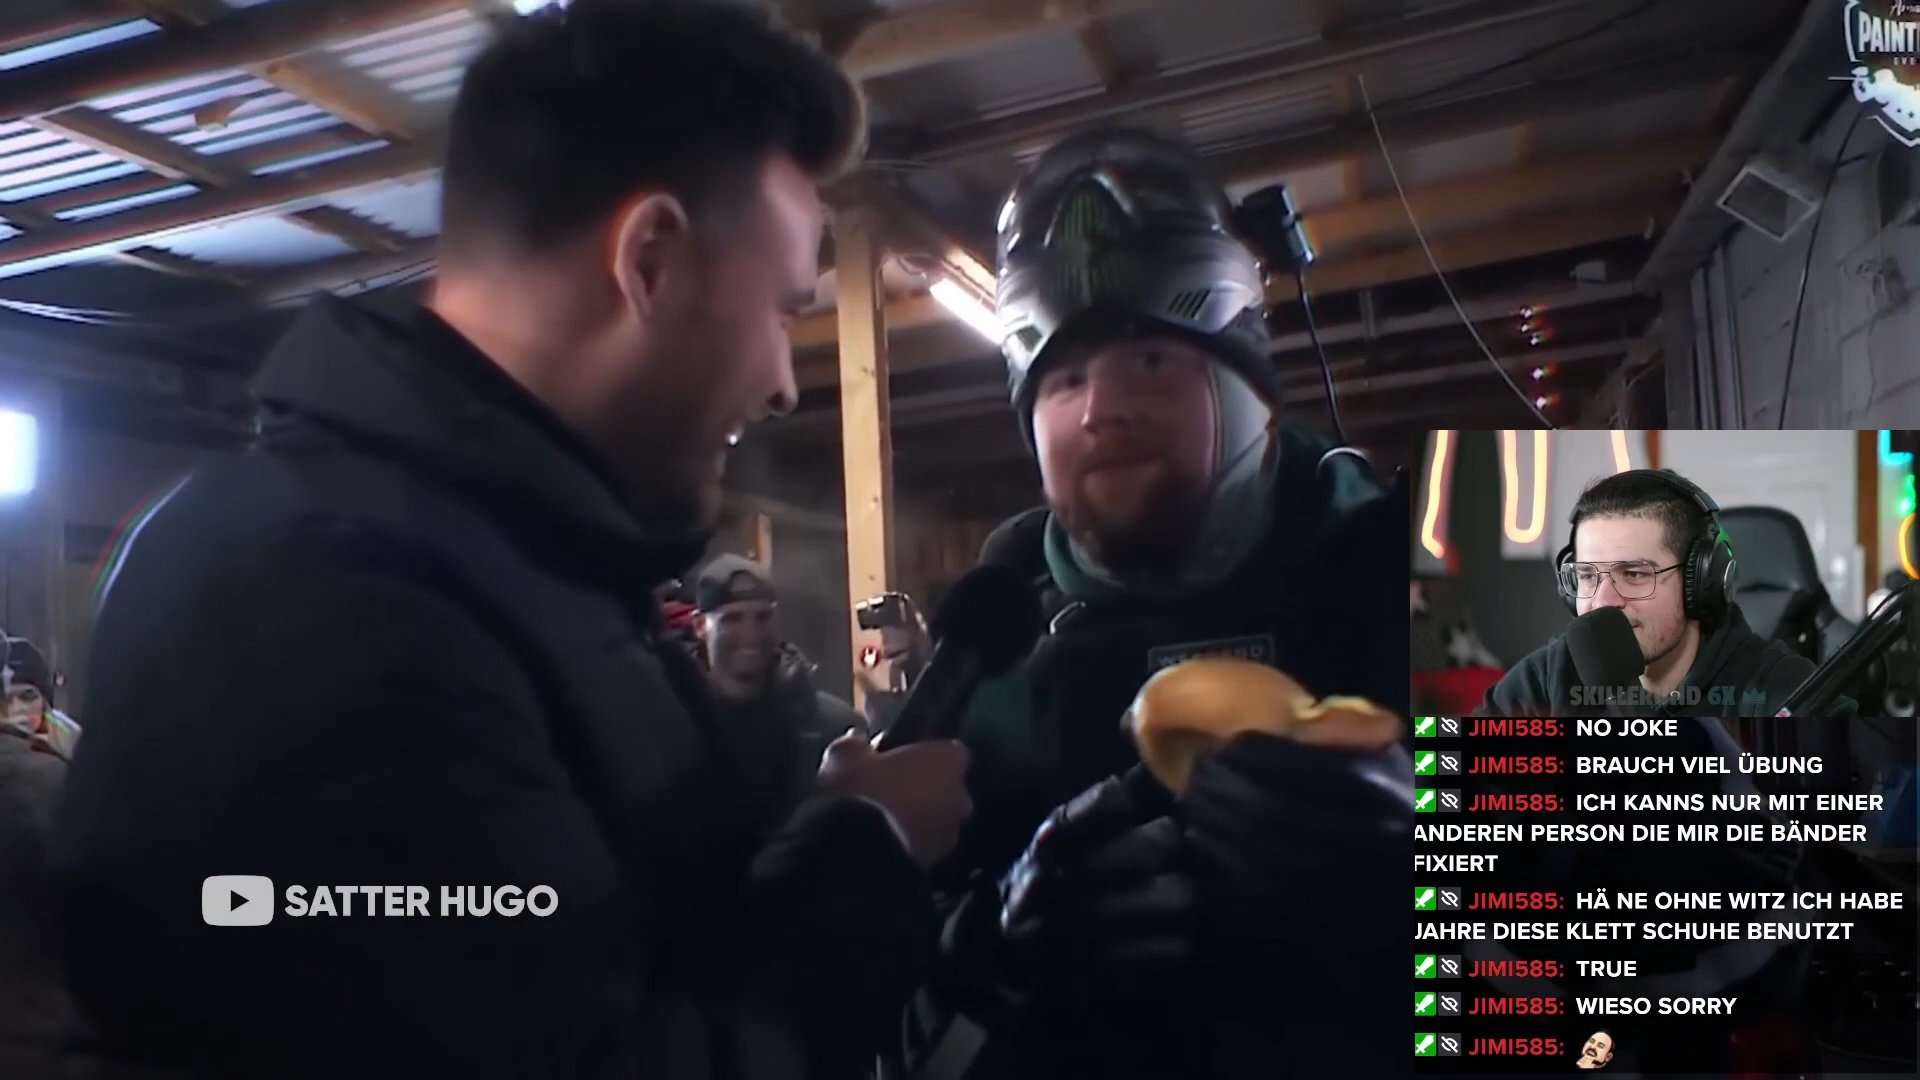 PAINT
EVE
SATTER HUGO
SKILLERUND 6X
JIMI585: NO JOKE
JIMI585: BRAUCH VIEL ÜBUNG
JIMI585: ICH KANNS NUR MIT EINER
ANDEREN PERSON DIE MIR DIE BÄNDER
FIXIERT
JIMI585: HÄ NE OHNE WITZ ICH HABE
JAHRE DIESE KLETT SCHUHE BENUTZT
JIMI585: TRUE
JIMI585: WIESO SORRY
JIMI585: